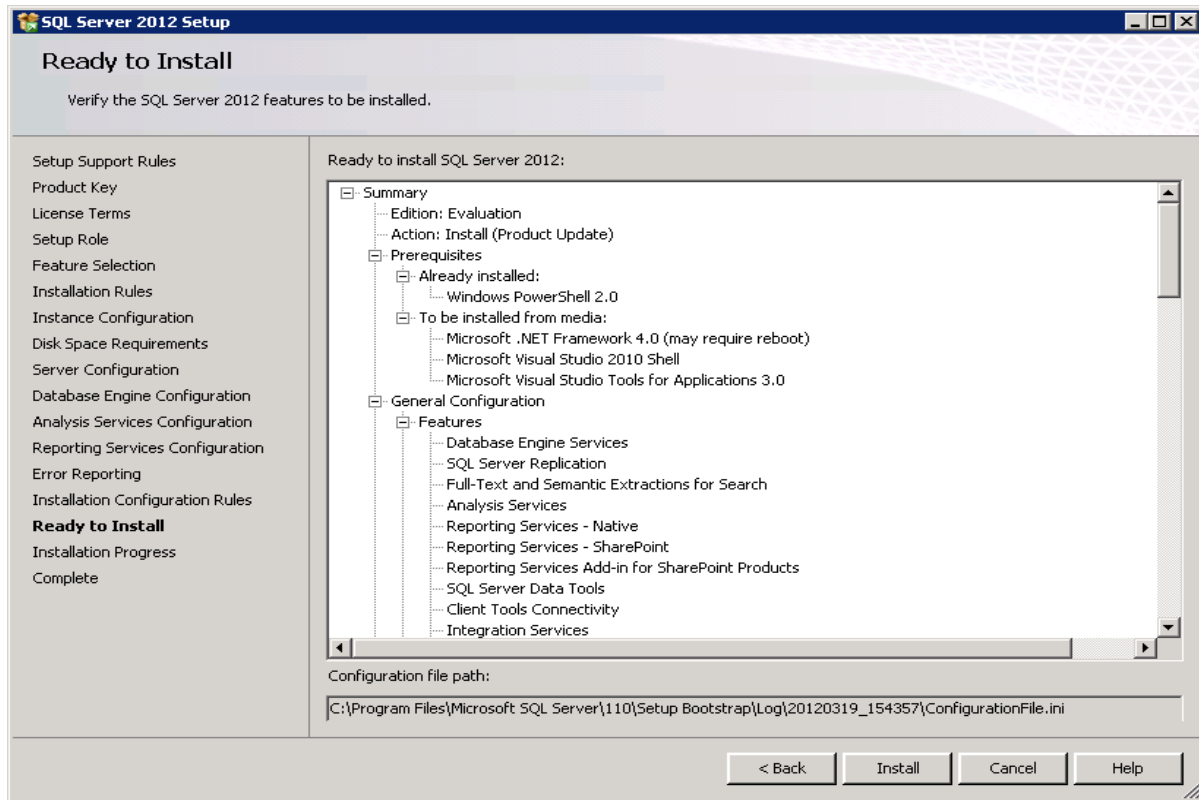 SQL Server 2012 Setup
Ready to Install
Verify the SQL Server 2012 features to be installed.
Setup Support Rules
Product Key
License Terms
Setup Role
Feature Selection
Installation Rules
Instance Configuration
Disk Space Requirements
Server Configuration
Database Engine Configuration
Analysis Services Configuration
Reporting Services Configuration
Error Reporting
Installation Configuration Rules
Ready to Install
Installation Progress
Complete
Ready to install SQL Server 2012:
Summary
Edition: Evaluation
Action: Install (Product Update)
Prerequisites
Already installed:
Windows PowerShell 2.0
To be installed from media:
Microsoft .NET Framework 4.0 (may require reboot)
Microsoft Visual Studio 2010 Shell
Microsoft Visual Studio Tools for Applications 3.0
General Configuration
Features
Database Engine Services
SQL Server Replication
Full-Text and Semantic Extractions for Search
Analysis Services
Reporting Services - Native
Reporting Services - SharePoint
Reporting Services Add-in for SharePoint Products
SQL Server Data Tools
Client Tools Connectivity
Integration Services
Configuration file path:
C:\Program Files\Microsoft SQL Server\110\Setup Bootstrap\Log\20120319_154357\ConfigurationFile.ini
< Back Install Cancel Help